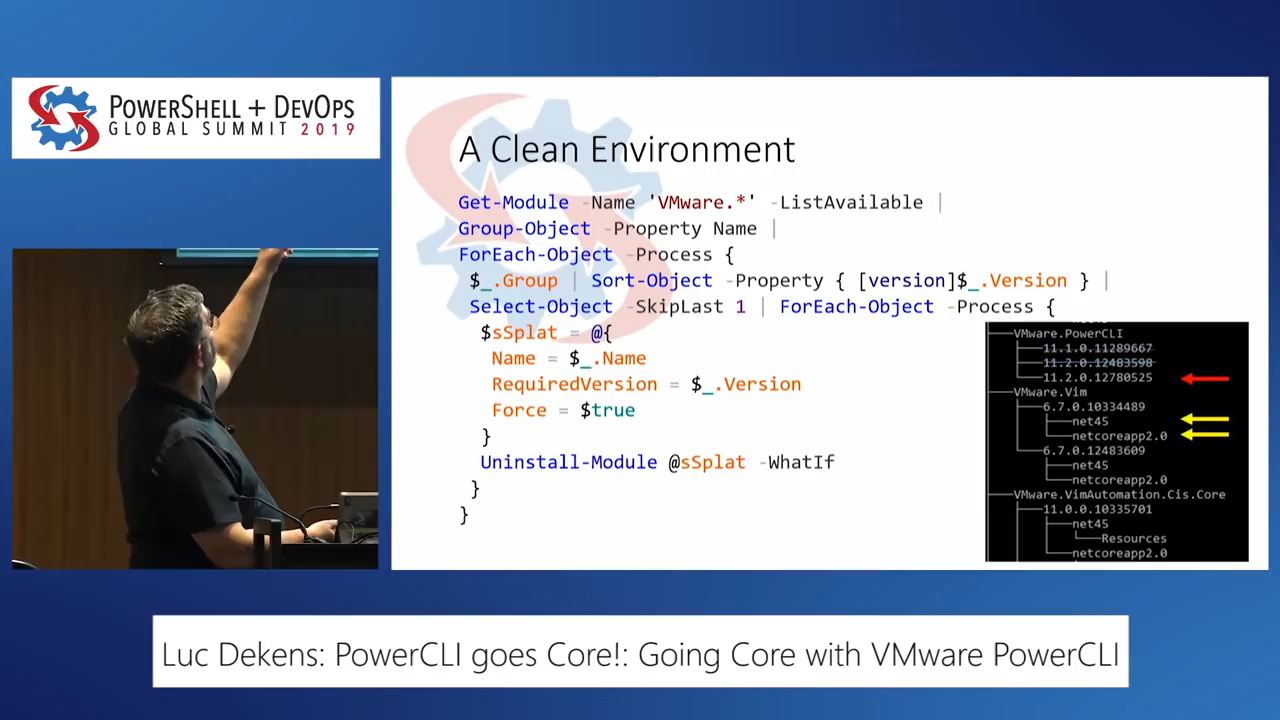 POWERSHELL + DEVOPS
GLOBAL SUMMIT 2019
A Clean Environment
Get-Module -Name 'VMware.*' -ListAvailable |
Group-Object -Property Name |
ForEach-Object -Process {
$_.Group | Sort-Object -Property { [version]$_.Version } |
Select-Object -SkipLast 1 | ForEach-Object -Process {
$sSplat = @{
Name = $_.Name
RequiredVersion = $_.Version
Force = $true
}
Uninstall-Module @sSplat -WhatIf
}
}
VMware.PowerCLI
11.1.0.11289667
11.2.0.12483598
11.2.0.12780525
VMware.Vim
6.7.0.10334489
net45
netcoreapp2.0
6.7.0.12483609
net45
netcoreapp2.0
VMware.VimAutomation.Cis.Core
11.0.0.10335701
net45
Resources
netcoreapp2.0
Luc Dekens: PowerCLI goes Core!: Going Core with VMware PowerCLI